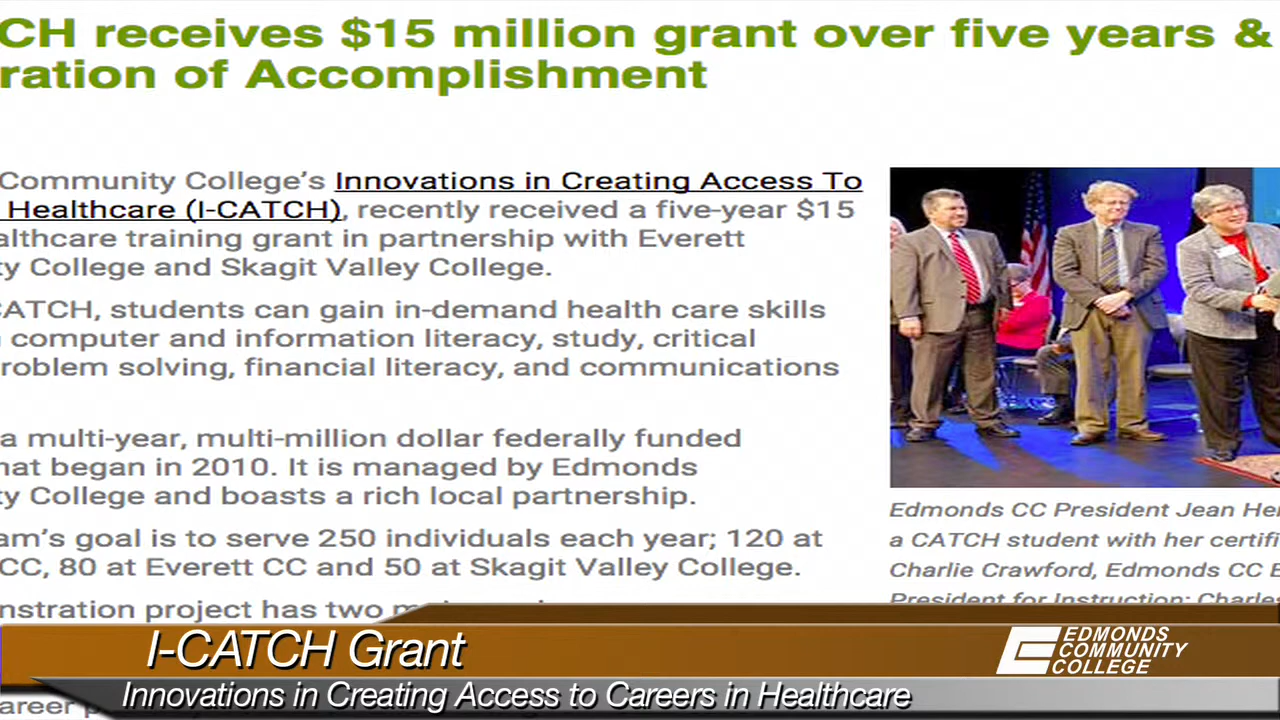 CH receives $15 million grant over five years &
ration of Accomplishment
Community College's Innovations in Creating Access To
Healthcare (I-CATCH), recently received a five-year $15
althcare training grant in partnership with Everett
ty College and Skagit Valley College.
CATCH, students can gain in-demand health care skills
computer and information literacy, study, critical
roblem solving, financial literacy, and communications
a multi-year, multi-million dollar federally funded
hat began in 2010. It is managed by Edmonds
ty College and boasts a rich local partnership.
am's goal is to serve 250 individuals each year; 120 at
CC, 80 at Everett CC and 50 at Skagit Valley College.
nstration project has two
Edmonds CC President Jean Her
a CATCH student with her certifi
Charlie Crawford, Edmonds CC E
President for Instruction; Charles
I-CATCH Grant
EDMONDS
COMMUNITY
COLLEGE
Innovations in Creating Access to Careers in Healthcare
areer